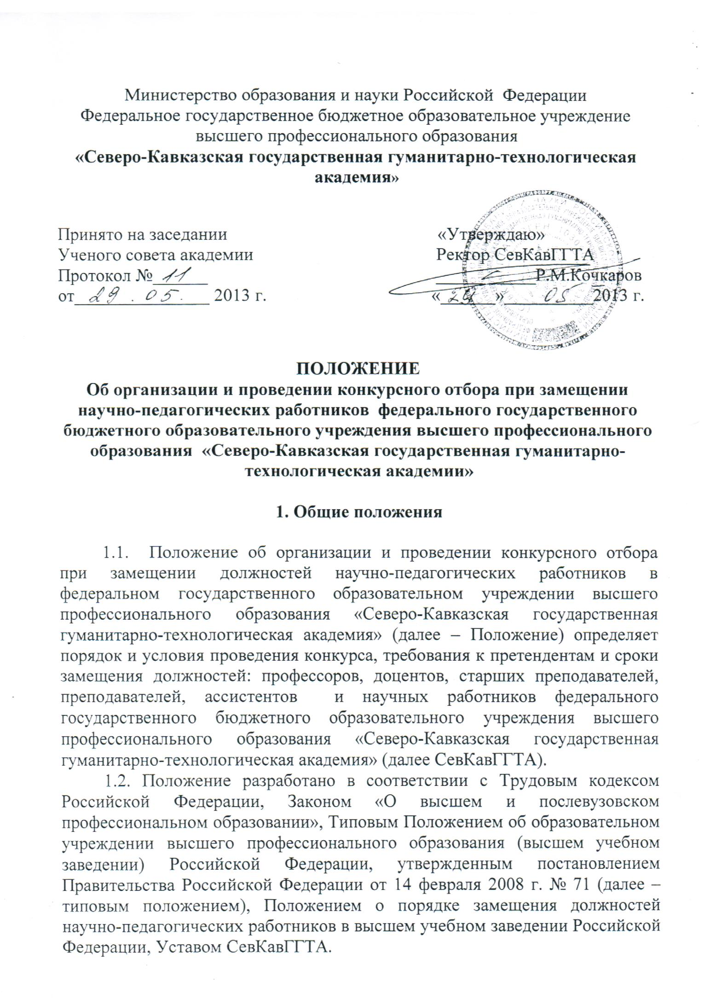 Министерство образования и науки Российской Федерации
Федеральное государственное бюджетное образовательное учреждение
высшего профессионального образования
«Северо-Кавказская государственная гуманитарно-технологическая
академия»
Принято на заседании
Ученого совета академии
Протокол № 11
от 29 . 05 . 2013 г.
«Утверждаю»
Ректор СевКавГГТА
Р.М.Кочкаров
«29» 05 2013 г.
ПОЛОЖЕНИЕ
Об организации и проведении конкурсного отбора при замещении
научно-педагогических работников федерального государственного
бюджетного образовательного учреждения высшего профессионального
образования «Северо-Кавказская государственная гуманитарно-
технологическая академии»
1. Общие положения
1.1. Положение об организации и проведении конкурсного отбора
при замещении должностей научно-педагогических работников в
федеральном государственного образовательном учреждении высшего
профессионального образования «Северо-Кавказская государственная
гуманитарно-технологическая академия» (далее – Положение) определяет
порядок и условия проведения конкурса, требования к претендентам и сроки
замещения должностей: профессоров, доцентов, старших преподавателей,
преподавателей, ассистентов и научных работников федерального
государственного бюджетного образовательного учреждения высшего
профессионального образования «Северо-Кавказская государственная
гуманитарно-технологическая академия» (далее СевКавГГТА).
1.2. Положение разработано в соответствии с Трудовым кодексом
Российской Федерации, Законом «О высшем и послевузовском
профессиональном образовании», Типовым Положением об образовательном
учреждении высшего профессионального образования (высшем учебном
заведении) Российской Федерации, утвержденным постановлением
Правительства Российской Федерации от 14 февраля 2008 г. № 71 (далее –
типовым положением), Положением о порядке замещения должностей
научно-педагогических работников в высшем учебном заведении Российской
Федерации, Уставом СевКавГГТА.